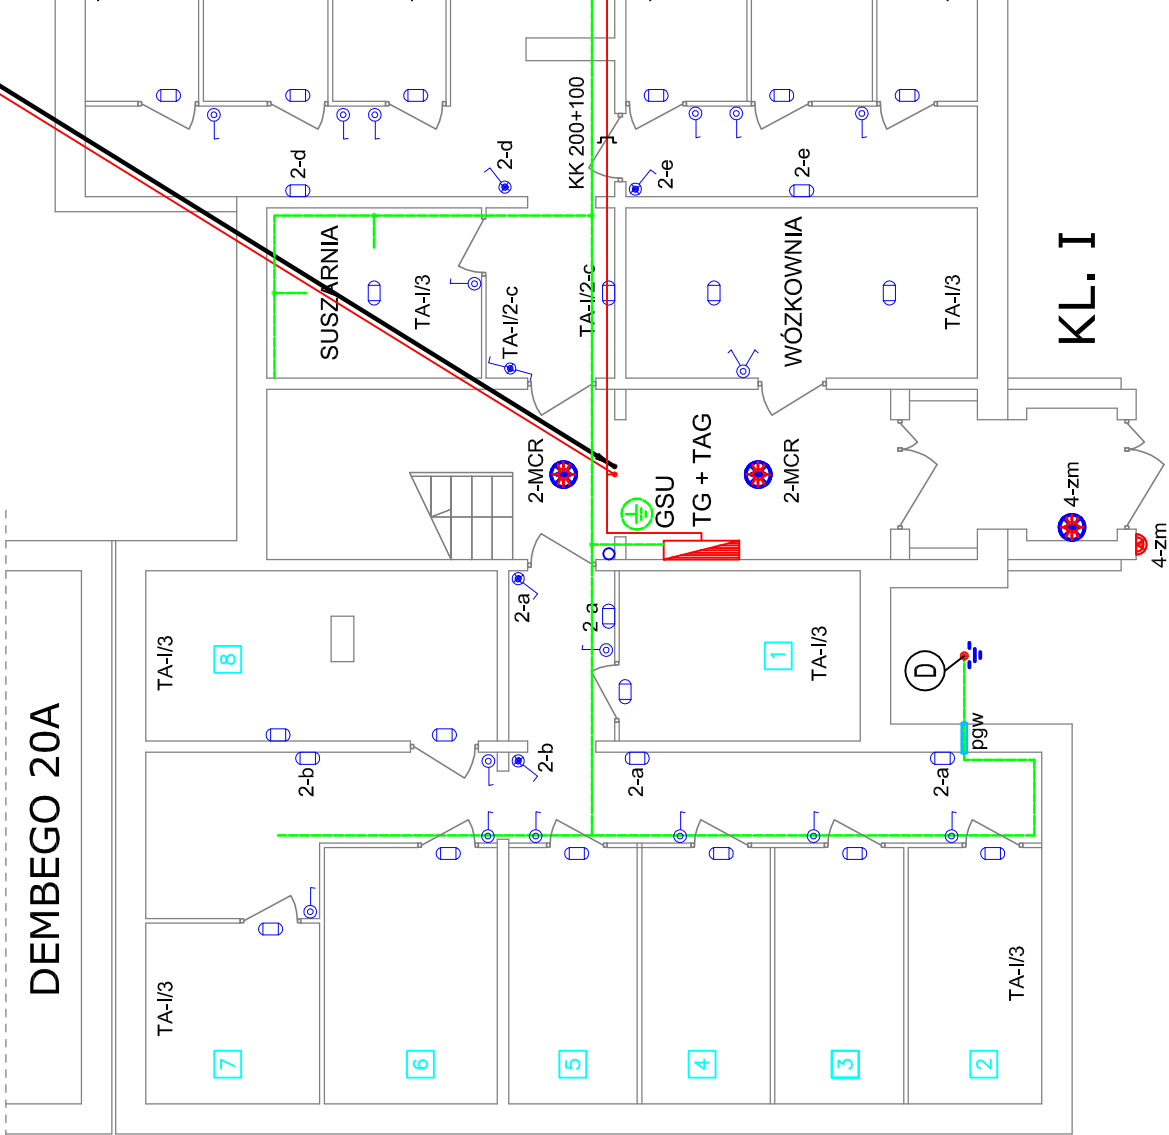 DEMBEGO 20A
KL. I
SUSZARNIA
TA-I/3
TA-I/2-c
TA-I/2-c
WÓZKOWNIA
TA-I/3
KK 200+100
2-d
2-d
2-e
2-e
2-MCR
GSU
TG + TAG
2-MCR
4-zm
4-zm
TA-I/3
8
2-a
2-a
1
TA-I/3
D
pgw
2-b
2-b
2-a
2-a
TA-I/3
7
6
5
4
3
2
TA-I/3